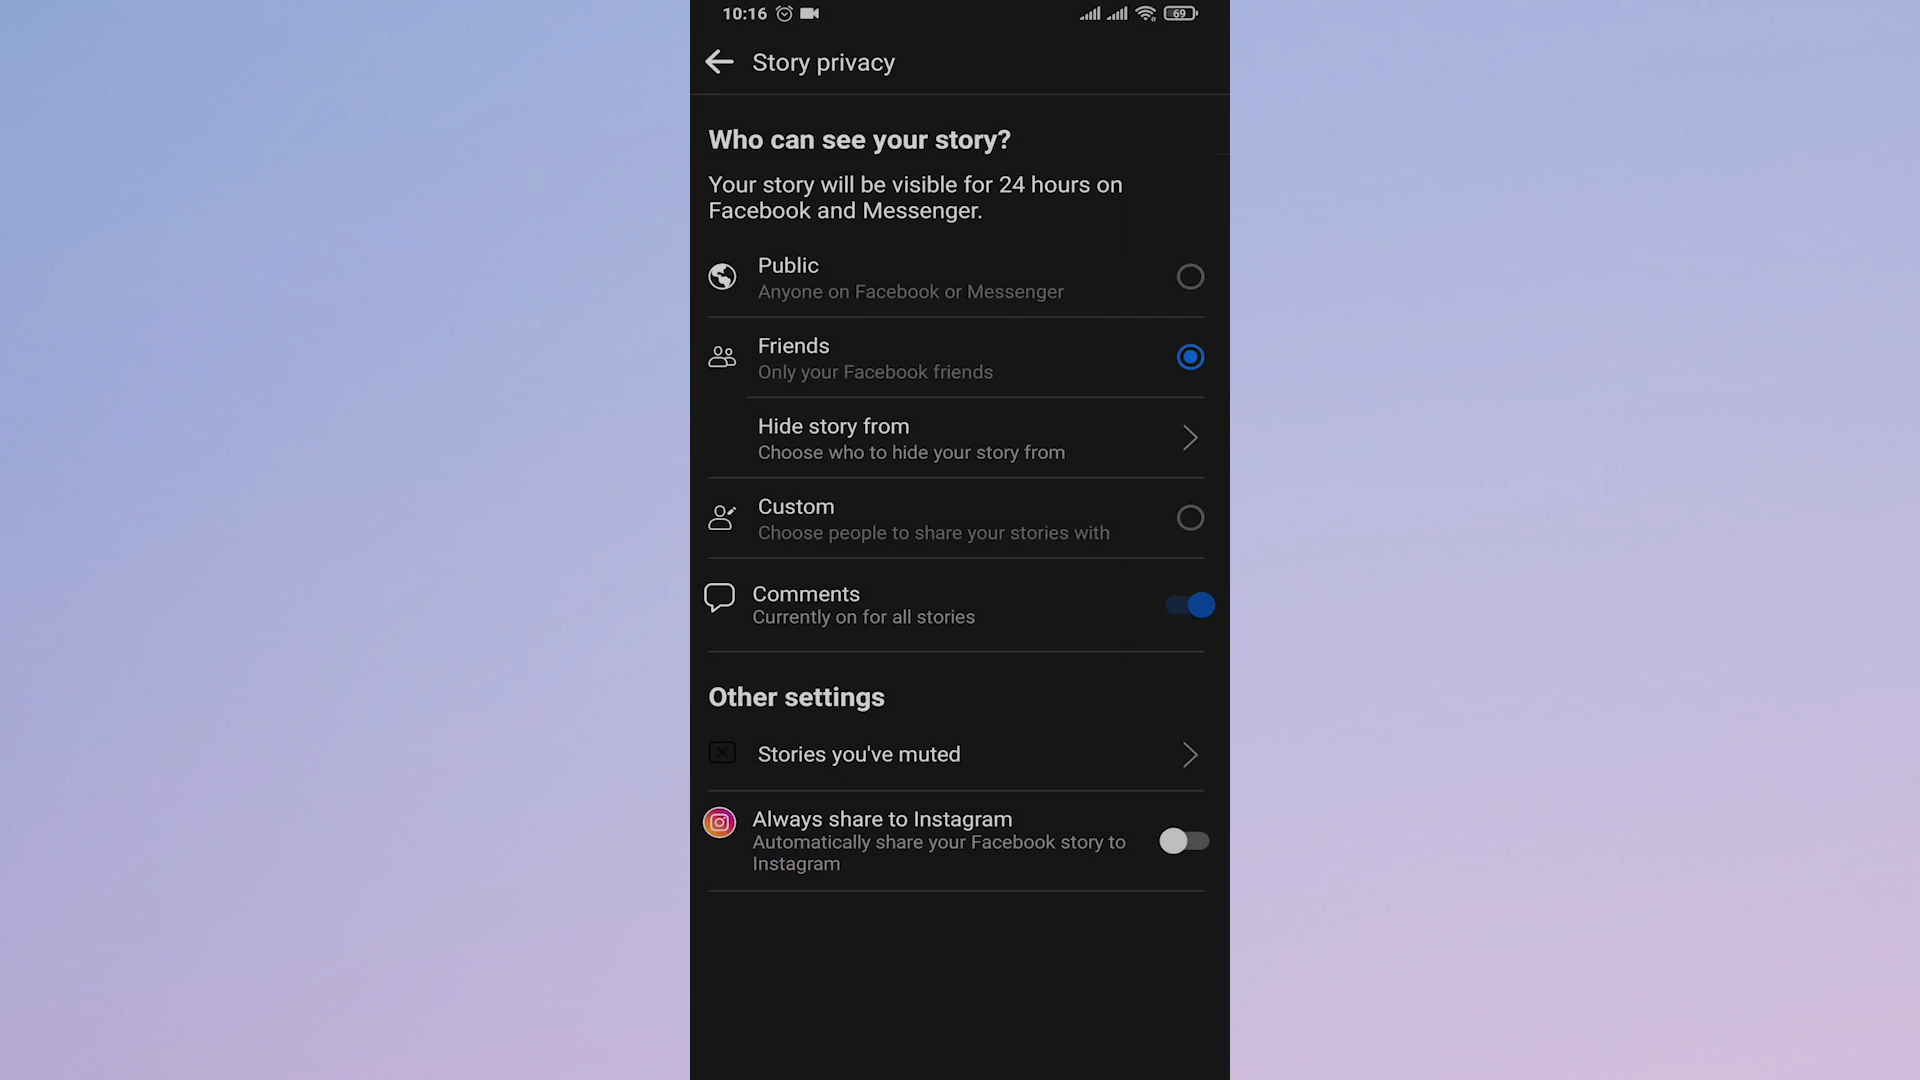 10:16
69
Story privacy
Who can see your story?
Your story will be visible for 24 hours on
Facebook and Messenger.
Public
Anyone on Facebook or Messenger
Friends
Only your Facebook friends
Hide story from
Choose who to hide your story from
Custom
Choose people to share your stories with
Comments
Currently on for all stories
Other settings
Stories you've muted
Always share to Instagram
Automatically share your Facebook story to
Instagram